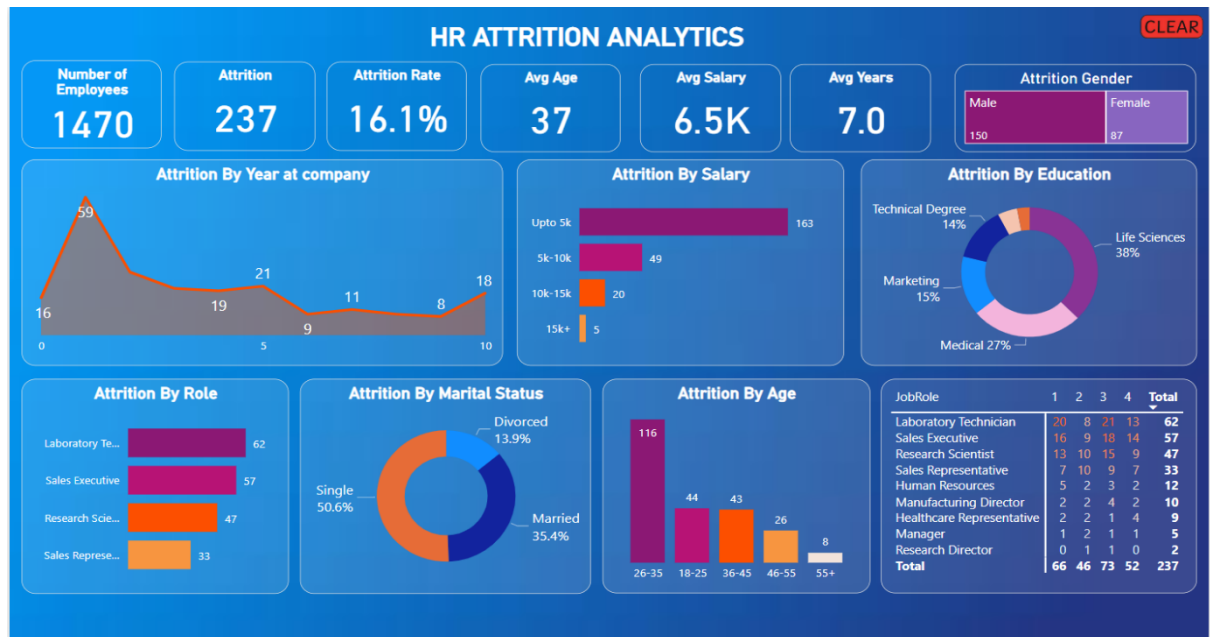 HR ATTRITION ANALYTICS
CLEAR
Number of
Employees
1470
Attrition
237
Attrition Rate
16.1%
Avg Age
37
Avg Salary
6.5K
Avg Years
7.0
Attrition Gender
Male
150
Female
87
Attrition By Year at company
59
16
19
21
9
11
8
18
0
5
10
Attrition By Salary
Upto 5k
163
5k-10k
49
10k-15k
20
15k+
5
Attrition By Education
Technical Degree
14%
Life Sciences
38%
Marketing
15%
Medical 27%
Attrition By Role
Laboratory Te...
62
Sales Executive
57
Research Scie...
47
Sales Represe...
33
Attrition By Marital Status
Divorced
13.9%
Single
50.6%
Married
35.4%
Attrition By Age
116
44
43
26
8
26-35 18-25 36-45 46-55 55+
JobRole 1 2 3 4 Total
Laboratory Technician 20 8 21 13 62
Sales Executive 16 9 18 14 57
Research Scientist 13 10 15 9 47
Sales Representative 7 10 9 7 33
Human Resources 5 2 3 2 12
Manufacturing Director 2 2 4 2 10
Healthcare Representative 2 2 1 4 9
Manager 1 2 1 1 5
Research Director 0 1 1 0 2
Total 66 46 73 52 237